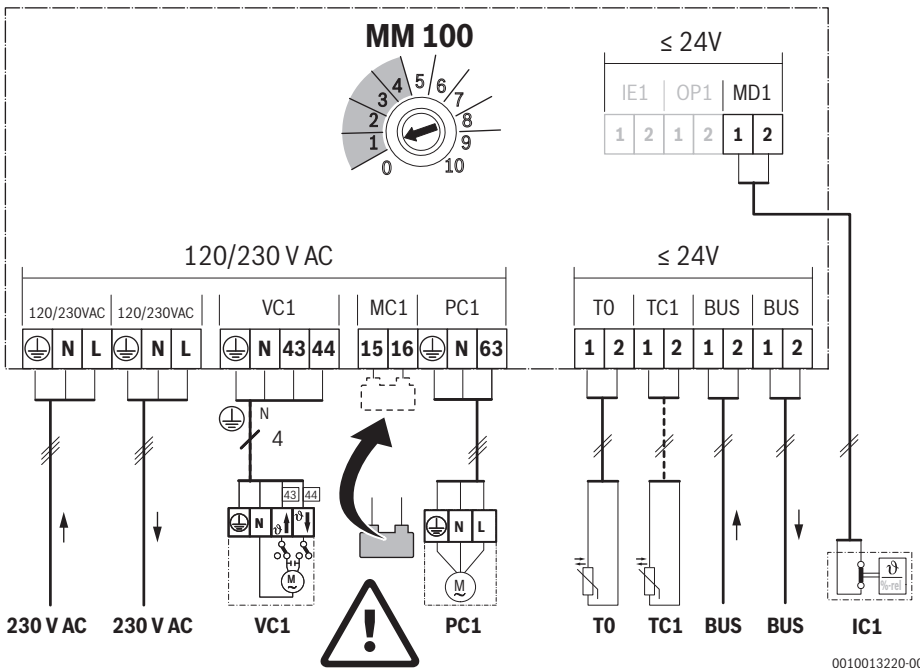 MM 100
0 1 2 3 4 5 6 7 8 9 10
≤ 24V
IE1 OP1 MD1
1 2 1 2 1 2
120/230 V AC
≤ 24V
120/230VAC 120/230VAC VC1 MC1 PC1 T0 TC1 BUS BUS
N L N L N 43 44 15 16 N 63 1 2 1 2 1 2 1 2
N
4
43 44
N ϑ ϑ N L
M
~
M
~
ϑ
%-rel
230 V AC 230 V AC VC1 PC1 T0 TC1 BUS BUS IC1
!